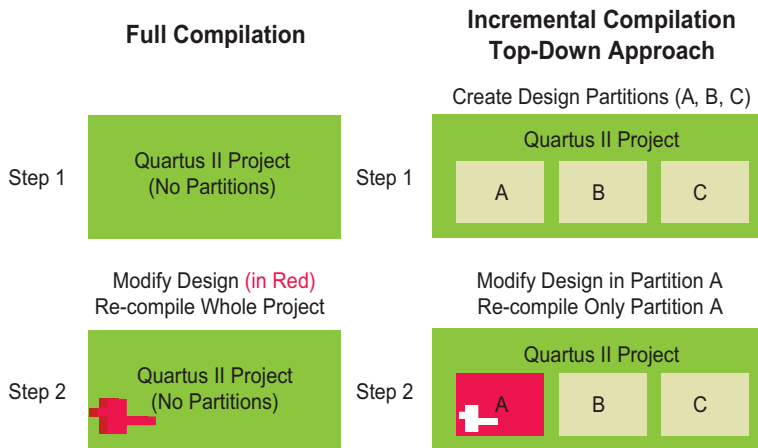 Full Compilation
Step 1
Quartus II Project
(No Partitions)
Modify Design (in Red)
Re-compile Whole Project
Step 2
Quartus II Project
(No Partitions)
Incremental Compilation
Top-Down Approach
Create Design Partitions (A, B, C)
Step 1
Quartus II Project
A B C
Modify Design in Partition A
Re-compile Only Partition A
Step 2
Quartus II Project
A B C